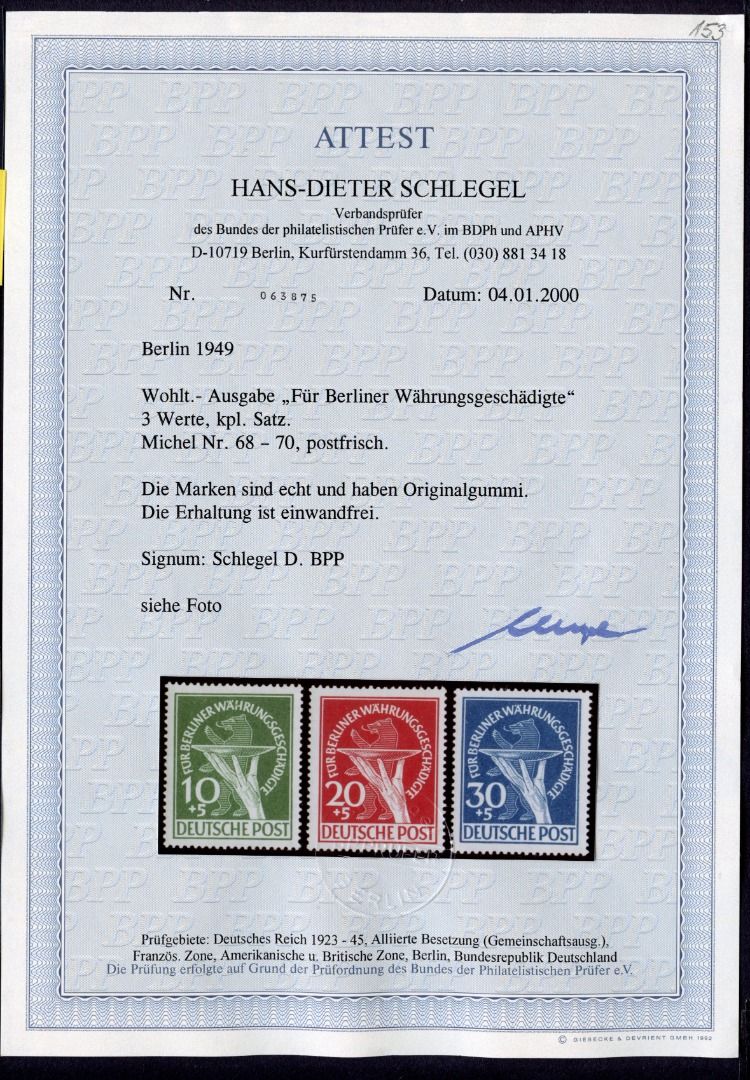 153
ATTEST
HANS-DIETER SCHLEGEL
Verbandsprüfer
des Bundes der philatelistischen Prüfer e.V. im BDPh und APHV
D-10719 Berlin, Kurfürstendamm 36, Tel. (030) 881 34 18
Nr. 063875 Datum: 04.01.2000
Berlin 1949
Wohlt.- Ausgabe „Für Berliner Währungsgeschädigte“
3 Werte, kpl. Satz.
Michel Nr. 68 – 70, postfrisch.
Die Marken sind echt und haben Originalgummi.
Die Erhaltung ist einwandfrei.
Signum: Schlegel D. BPP
siehe Foto
FÜR BERLINER WÄHRUNGSGESCHÄDIGTE
10
+5
DEUTSCHE POST
FÜR BERLINER WÄHRUNGSGESCHÄDIGTE
20
+5
DEUTSCHE POST
FÜR BERLINER WÄHRUNGSGESCHÄDIGTE
30
+5
DEUTSCHE POST
BERLIN
Prüfgebiete: Deutsches Reich 1923 - 45, Alliierte Besetzung (Gemeinschaftsausg.),
Französ. Zone, Amerikanische u. Britische Zone, Berlin, Bundesrepublik Deutschland
Die Prüfung erfolgte auf Grund der Prüfordnung des Bundes der Philatelistischen Prüfer e.V.
© GIESECKE & DEVRIENT GMBH 1992